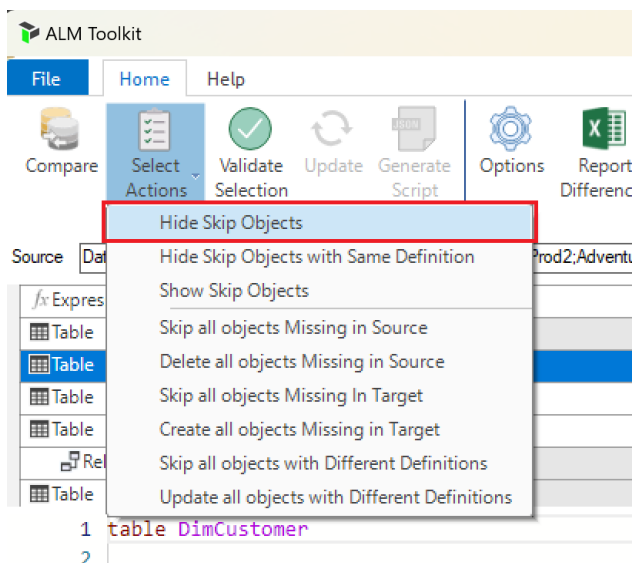 ALM Toolkit
File Home Help
Compare Select Actions Validate Selection Update Generate Script Options Report Differenc
JSON
Hide Skip Objects
Source Dat Hide Skip Objects with Same Definition Prod2;Adventu
fx Expres Show Skip Objects
Table Skip all objects Missing in Source
Table Delete all objects Missing in Source
Table Skip all objects Missing In Target
Table Create all objects Missing in Target
Rel Skip all objects with Different Definitions
Table Update all objects with Different Definitions
1 table DimCustomer
2